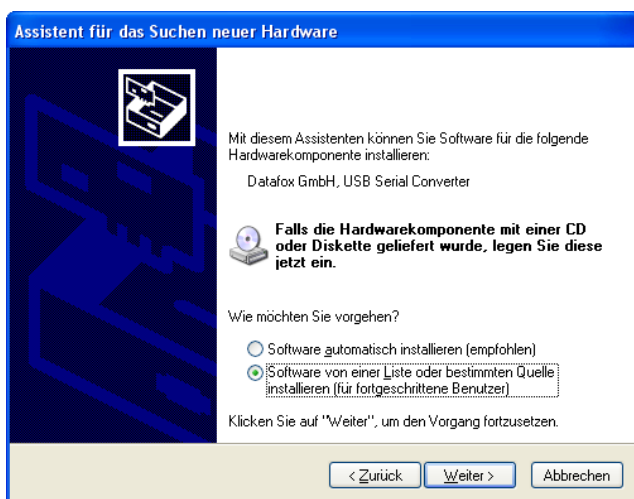 Assistent für das Suchen neuer Hardware
Mit diesem Assistenten können Sie Software für die folgende
Hardwarekomponente installieren:
Datafox GmbH, USB Serial Converter
Falls die Hardwarekomponente mit einer CD
oder Diskette geliefert wurde, legen Sie diese
jetzt ein.
Wie möchten Sie vorgehen?
Software automatisch installieren (empfohlen)
Software von einer Liste oder bestimmten Quelle
installieren (für fortgeschrittene Benutzer)
Klicken Sie auf "Weiter", um den Vorgang fortzusetzen.
< Zurück Weiter > Abbrechen